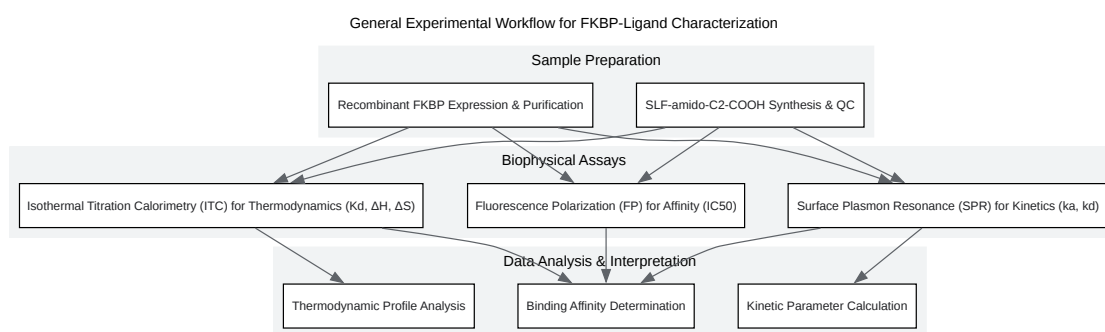 General Experimental Workflow for FKBP-Ligand Characterization
Sample Preparation
Recombinant FKBP Expression & Purification
SLF-amido-C2-COOH Synthesis & QC
Biophysical Assays
Isothermal Titration Calorimetry (ITC) for Thermodynamics (Kd, ΔH, ΔS)
Fluorescence Polarization (FP) for Affinity (IC50)
Surface Plasmon Resonance (SPR) for Kinetics (ka, kd)
Data Analysis & Interpretation
Thermodynamic Profile Analysis
Binding Affinity Determination
Kinetic Parameter Calculation